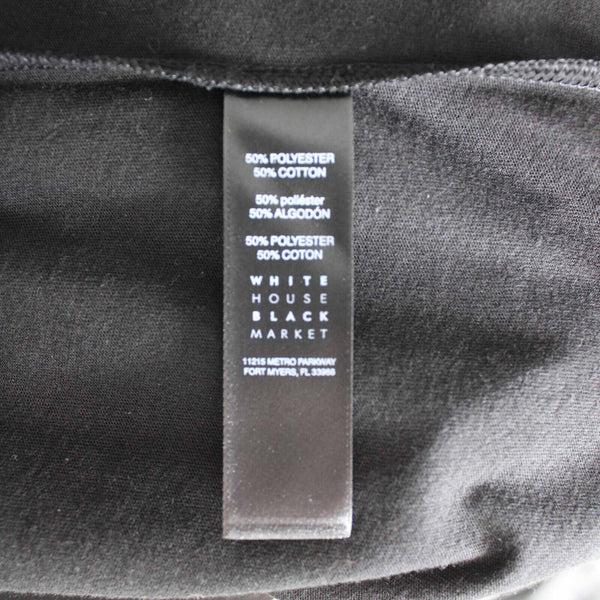 50% POLYESTER
50% COTTON
50% poliéster
50% ALGODÓN
50% POLYESTER
50% COTON
WHITE
HOUSE
BLACK
MARKET
11215 METRO PARKWAY
FORT MYERS, FL 33966